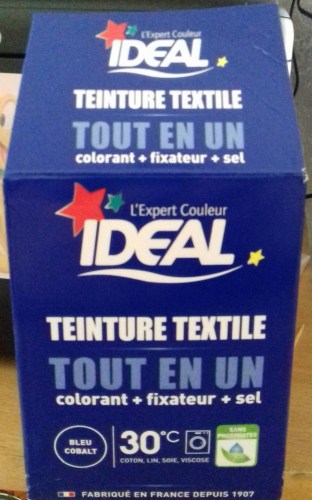 L'Expert Couleur
IDEAL
TEINTURE TEXTILE
TOUT EN UN
colorant + fixateur + sel
L'Expert Couleur
IDEAL
TEINTURE TEXTILE
TOUT EN UN
colorant + fixateur + sel
BLEU
COBALT
30°C
COTON, LIN, SOIE, VISCOSE
SANS
PHOSPHATES
FABRIQUÉ EN FRANCE DEPUIS 1907